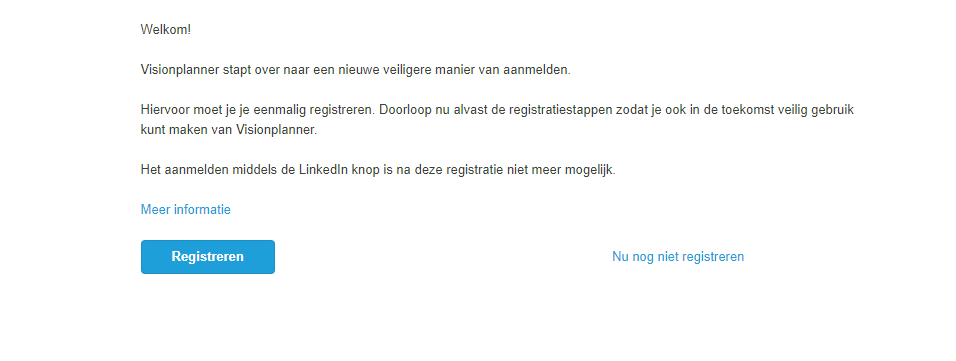 Welkom!
Visionplanner stapt over naar een nieuwe veiligere manier van aanmelden.
Hiervoor moet je je eenmalig registreren. Doorloop nu alvast de registratiestappen zodat je ook in de toekomst veilig gebruik
kunt maken van Visionplanner.
Het aanmelden middels de LinkedIn knop is na deze registratie niet meer mogelijk.
Meer informatie
Registreren
Nu nog niet registreren